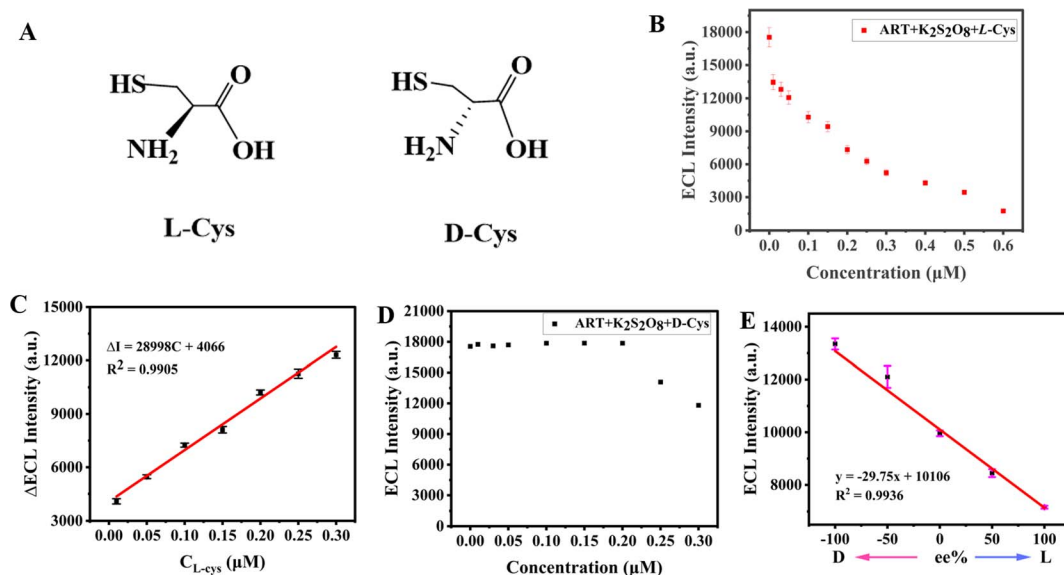 A
HS
O
NH2
OH
L-Cys
HS
O
H2N
OH
D-Cys
B
ART+K2S2O8+L-Cys
ECL Intensity (a.u.)
18000
15000
12000
9000
6000
3000
0
0.0 0.1 0.2 0.3 0.4 0.5 0.6
Concentration (μM)
C
ΔI = 28998C + 4066
R2 = 0.9905
ΔECL Intensity (a.u.)
15000
12000
9000
6000
3000
0.00 0.05 0.10 0.15 0.20 0.25 0.30
CL-cys (μM)
D
ART+K2S2O8+D-Cys
ECL Intensity (a.u.)
21000
18000
15000
12000
9000
6000
3000
0
0.00 0.05 0.10 0.15 0.20 0.25 0.30
Concentration (μM)
E
ECL Intensity (a.u.)
14000
12000
10000
8000
y = -29.75x + 10106
R2 = 0.9936
-100 -50 0 50 100
D ee% L